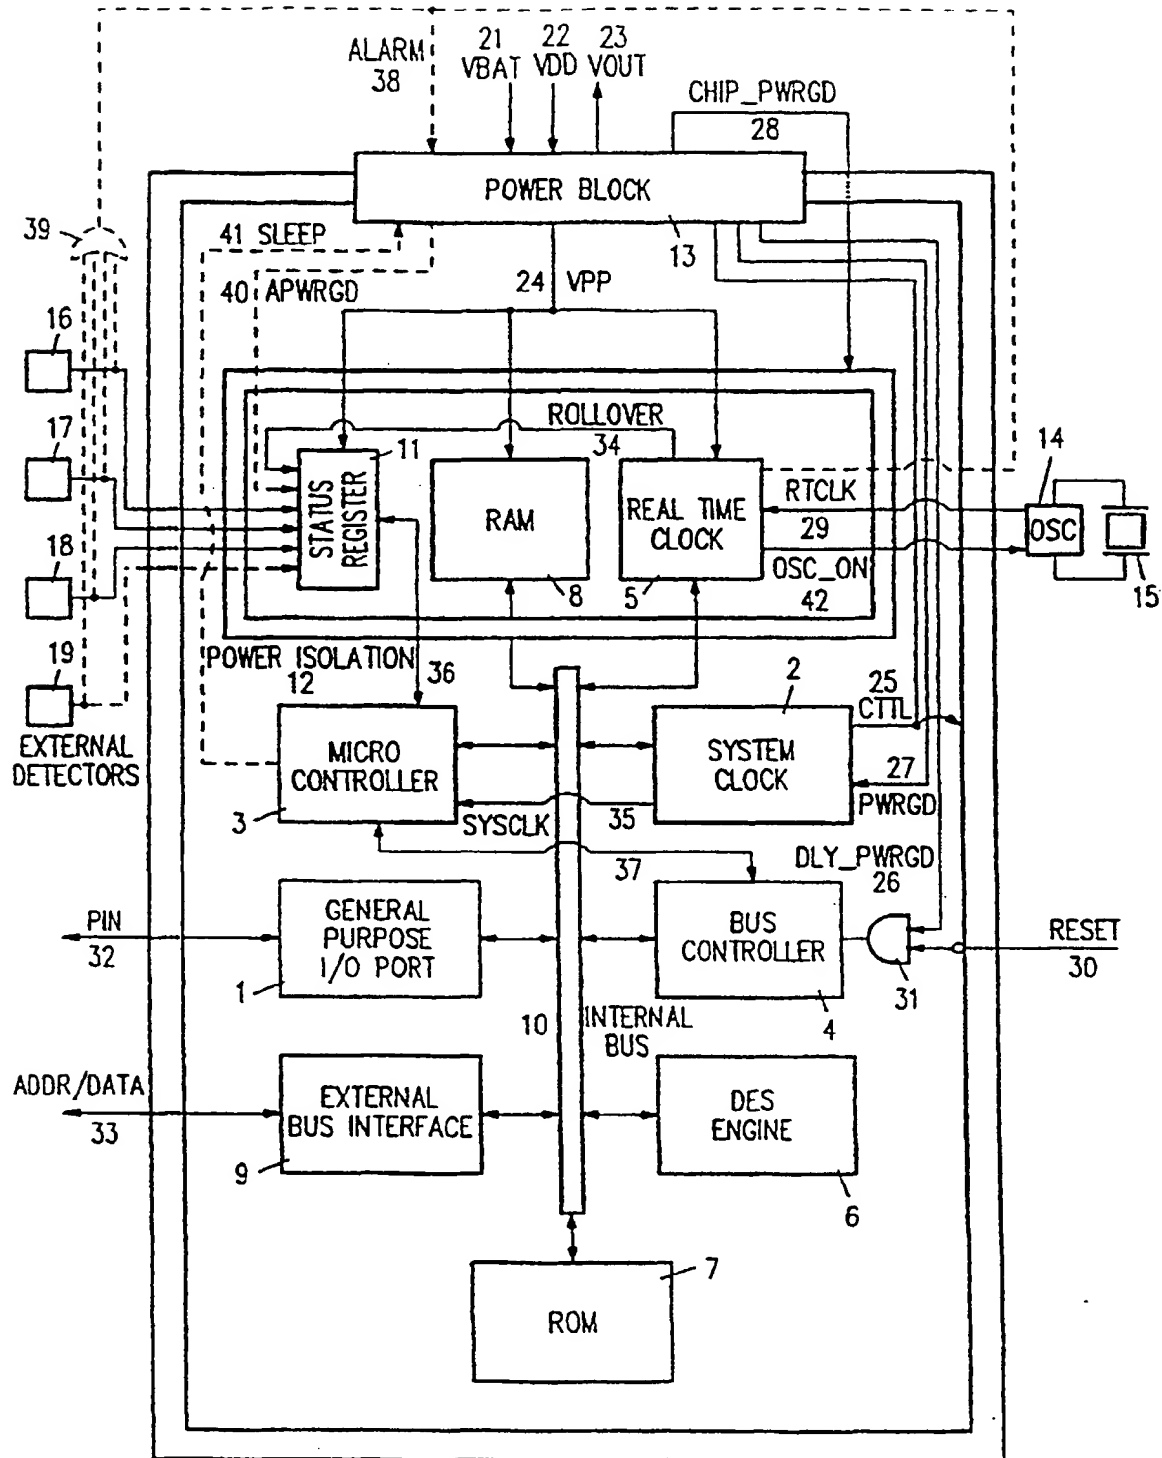 ALARM
38
21
VBAT
22
VDD
23
VOUT
CHIP_PWRGD
28
POWER BLOCK
13
39
41 SLEEP
40 APWRGD
24 VPP
16
17
18
19
EXTERNAL
DETECTORS
ROLLOVER
34
11
STATUS
REGISTER
RAM
8
REAL TIME
CLOCK
5
RTCLK
29
OSC_ON
42
14
OSC
15
POWER ISOLATION
12
36
2
25
CTTL
MICRO
CONTROLLER
3
SYSTEM
CLOCK
27
PWRGD
SYSCLK
35
37
DLY_PWRGD
26
PIN
32
GENERAL
PURPOSE
I/O PORT
1
BUS
CONTROLLER
4
31
RESET
30
10
INTERNAL
BUS
ADDR/DATA
33
EXTERNAL
BUS INTERFACE
9
DES
ENGINE
6
7
ROM